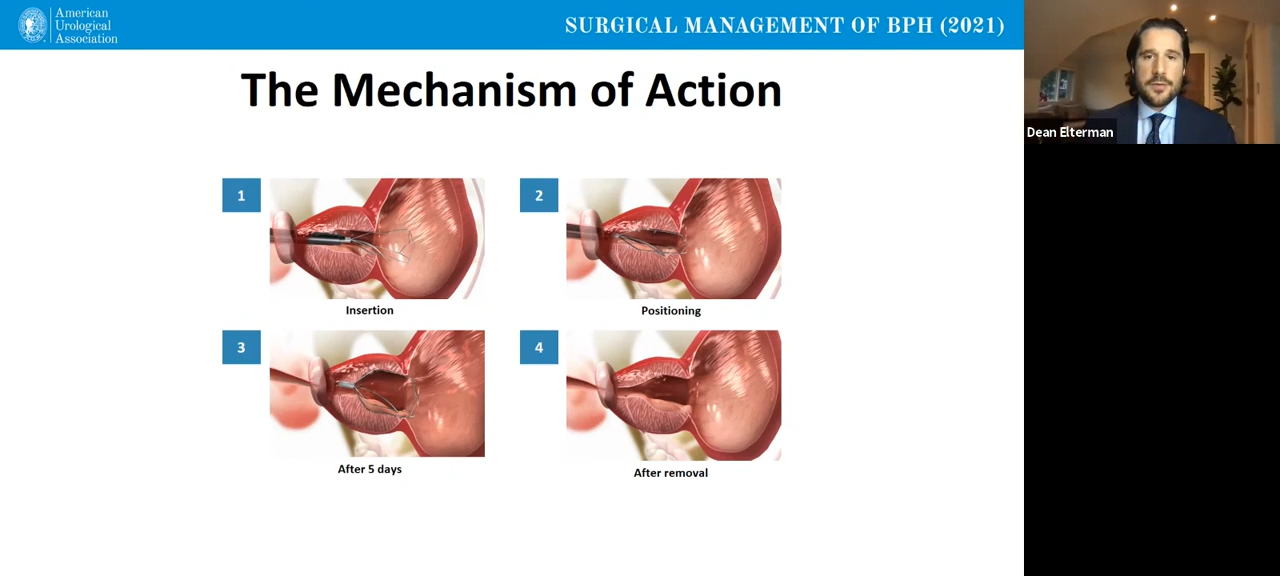 American
Urological
Association
SURGICAL MANAGEMENT OF BPH (2021)
The Mechanism of Action
1
2
Insertion
Positioning
3
4
After 5 days
After removal
Dean Elterman